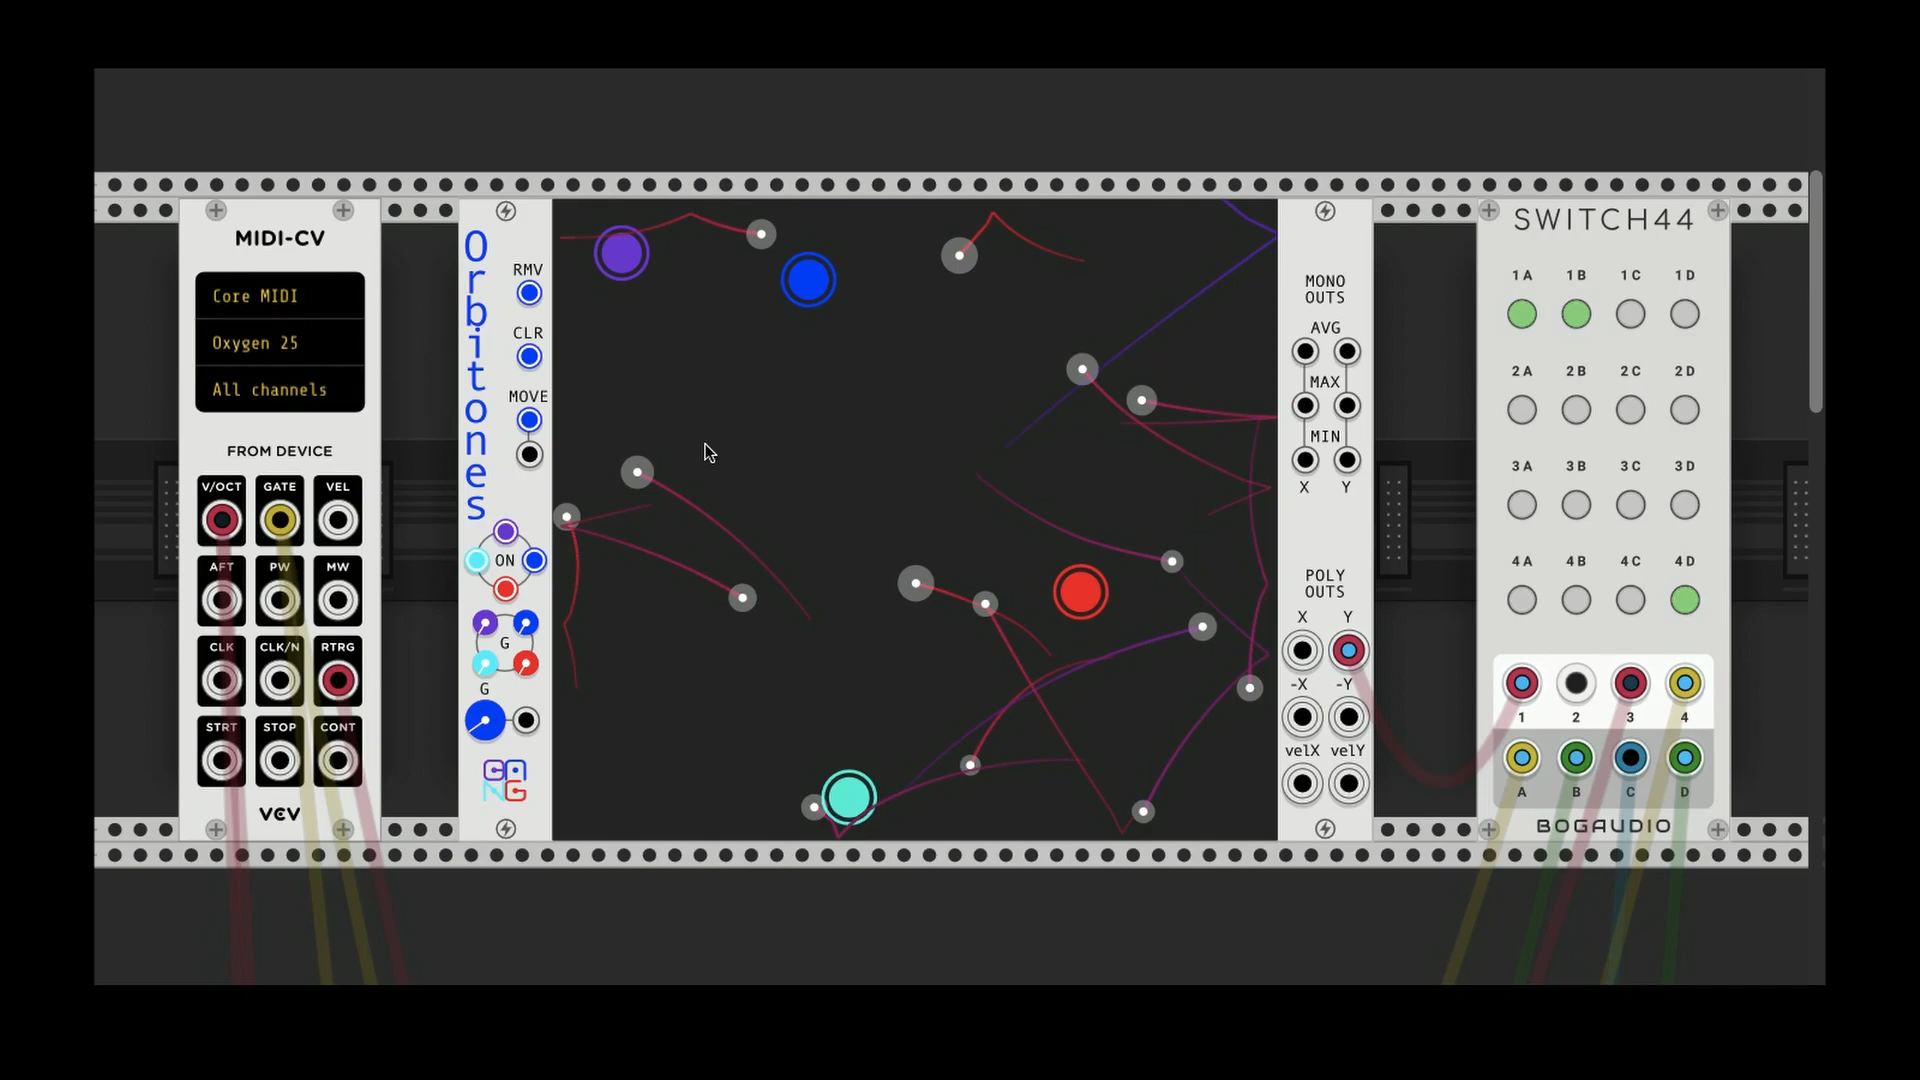 MIDI-CV
Core MIDI
Oxygen 25
All channels
FROM DEVICE
V/OCT GATE VEL
AFT PW MW
CLK CLK/N RTRG
STRT STOP CONT
VCV
Orbitones
RMV
CLR
MOVE
ON
G
G
CANG
MONO
OUTS
AVG
MAX
MIN
X Y
POLY
OUTS
X Y
-X -Y
velX velY
SWITCH44
1A 1B 1C 1D
2A 2B 2C 2D
3A 3B 3C 3D
4A 4B 4C 4D
1 2 3 4
A B C D
BOGAUDIO